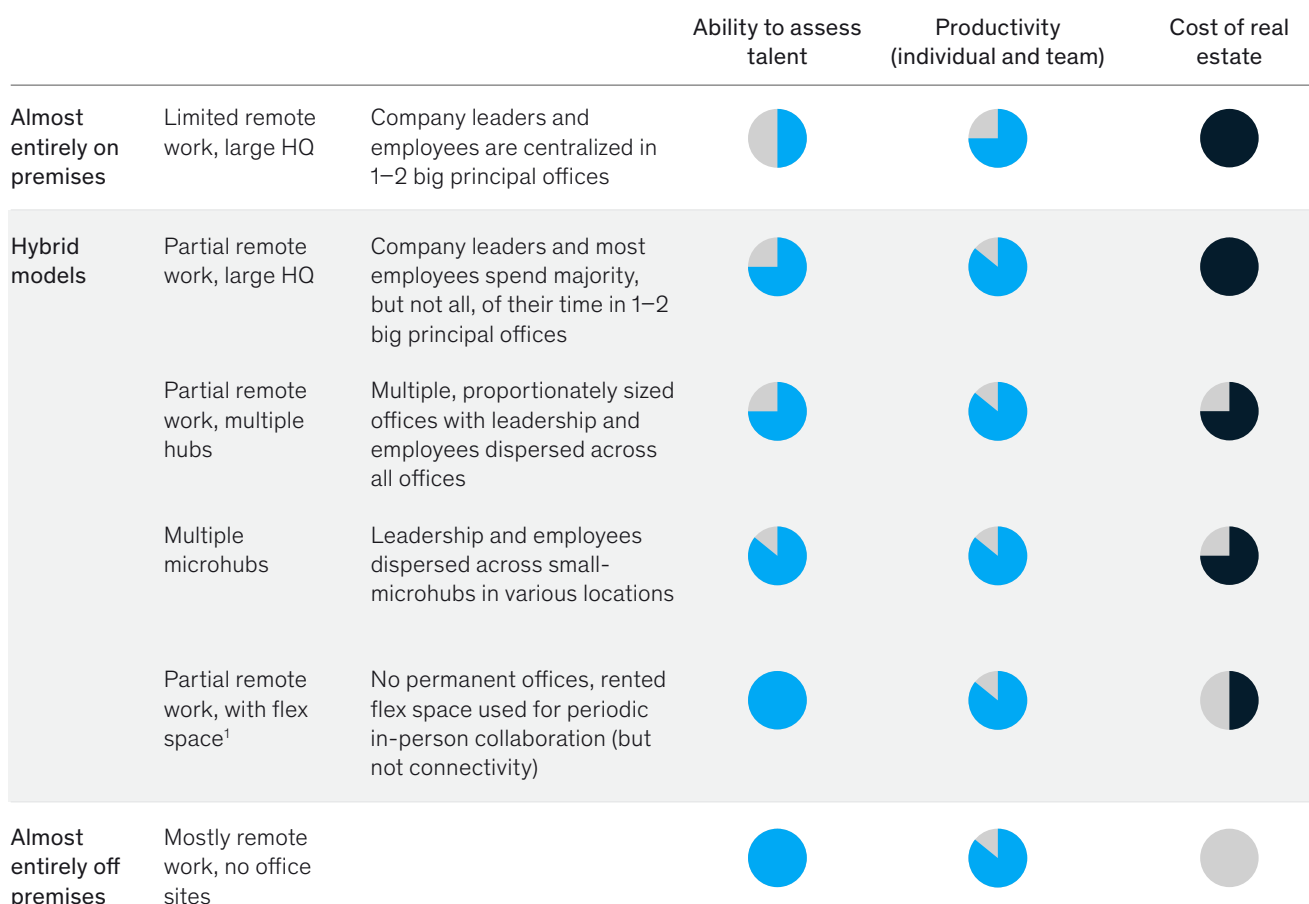 Ability to assess
talent
Productivity
(individual and team)
Cost of real
estate
Almost
entirely on
premises
Limited remote
work, large HQ
Company leaders and
employees are centralized in
1–2 big principal offices
Hybrid
models
Partial remote
work, large HQ
Company leaders and most
employees spend majority,
but not all, of their time in 1–2
big principal offices
Partial remote
work, multiple
hubs
Multiple, proportionately sized
offices with leadership and
employees dispersed across
all offices
Multiple
microhubs
Leadership and employees
dispersed across small-
microhubs in various locations
Partial remote
work, with flex
space¹
No permanent offices, rented
flex space used for periodic
in-person collaboration (but
not connectivity)
Almost
entirely off
premises
Mostly remote
work, no office
sites